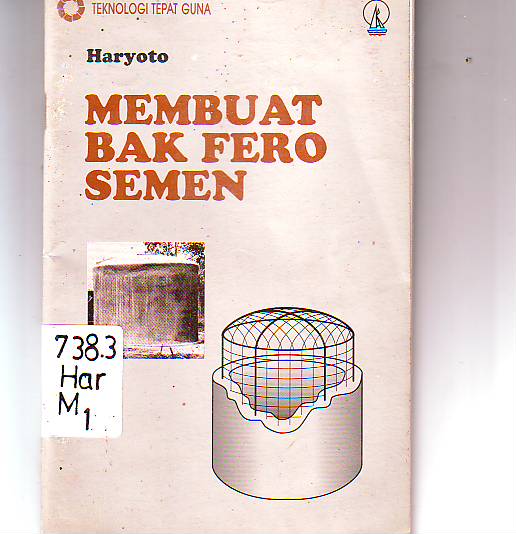 TEKNOLOGI TEPAT GUNA
Haryoto
MEMBUAT
BAK FERO
SEMEN
738.3
Har
M
1